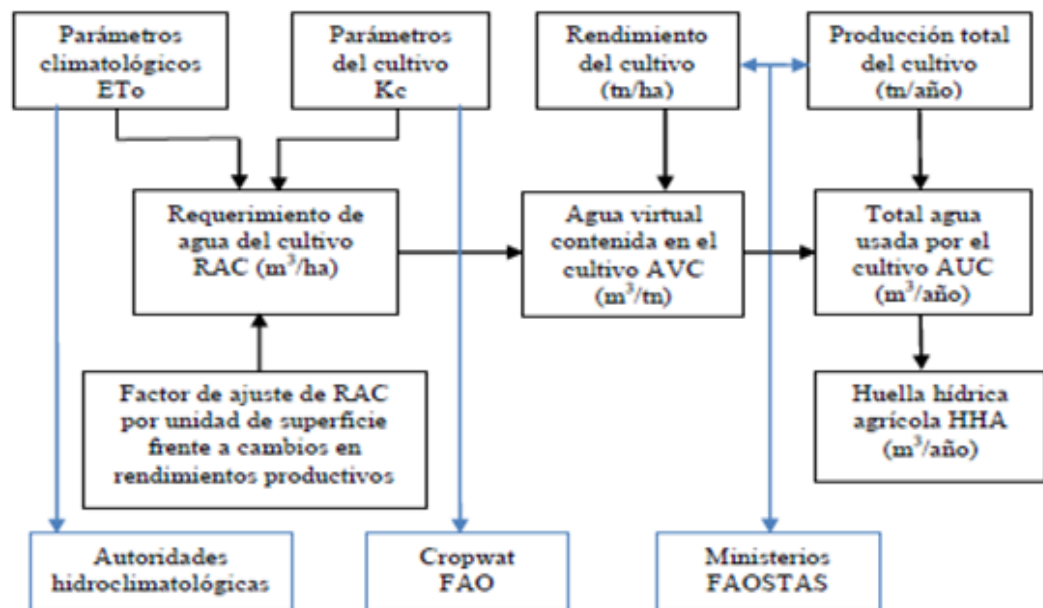 Parámetros
climatológicos
ETo
Parámetros
del cultivo
Kc
Rendimiento
del cultivo
(tn/ha)
Producción total
del cultivo
(tn/año)
Requerimiento de
agua del cultivo
RAC (m³/ha)
Agua virtual
contenida en el
cultivo AVC
(m³/tn)
Total agua
usada por el
cultivo AUC
(m³/año)
Factor de ajuste de RAC
por unidad de superficie
frente a cambios en
rendimientos productivos
Huella hídrica
agrícola HHA
(m³/año)
Autoridades
hidroclimatológicas
Cropwat
FAO
Ministerios
FAOSTAS